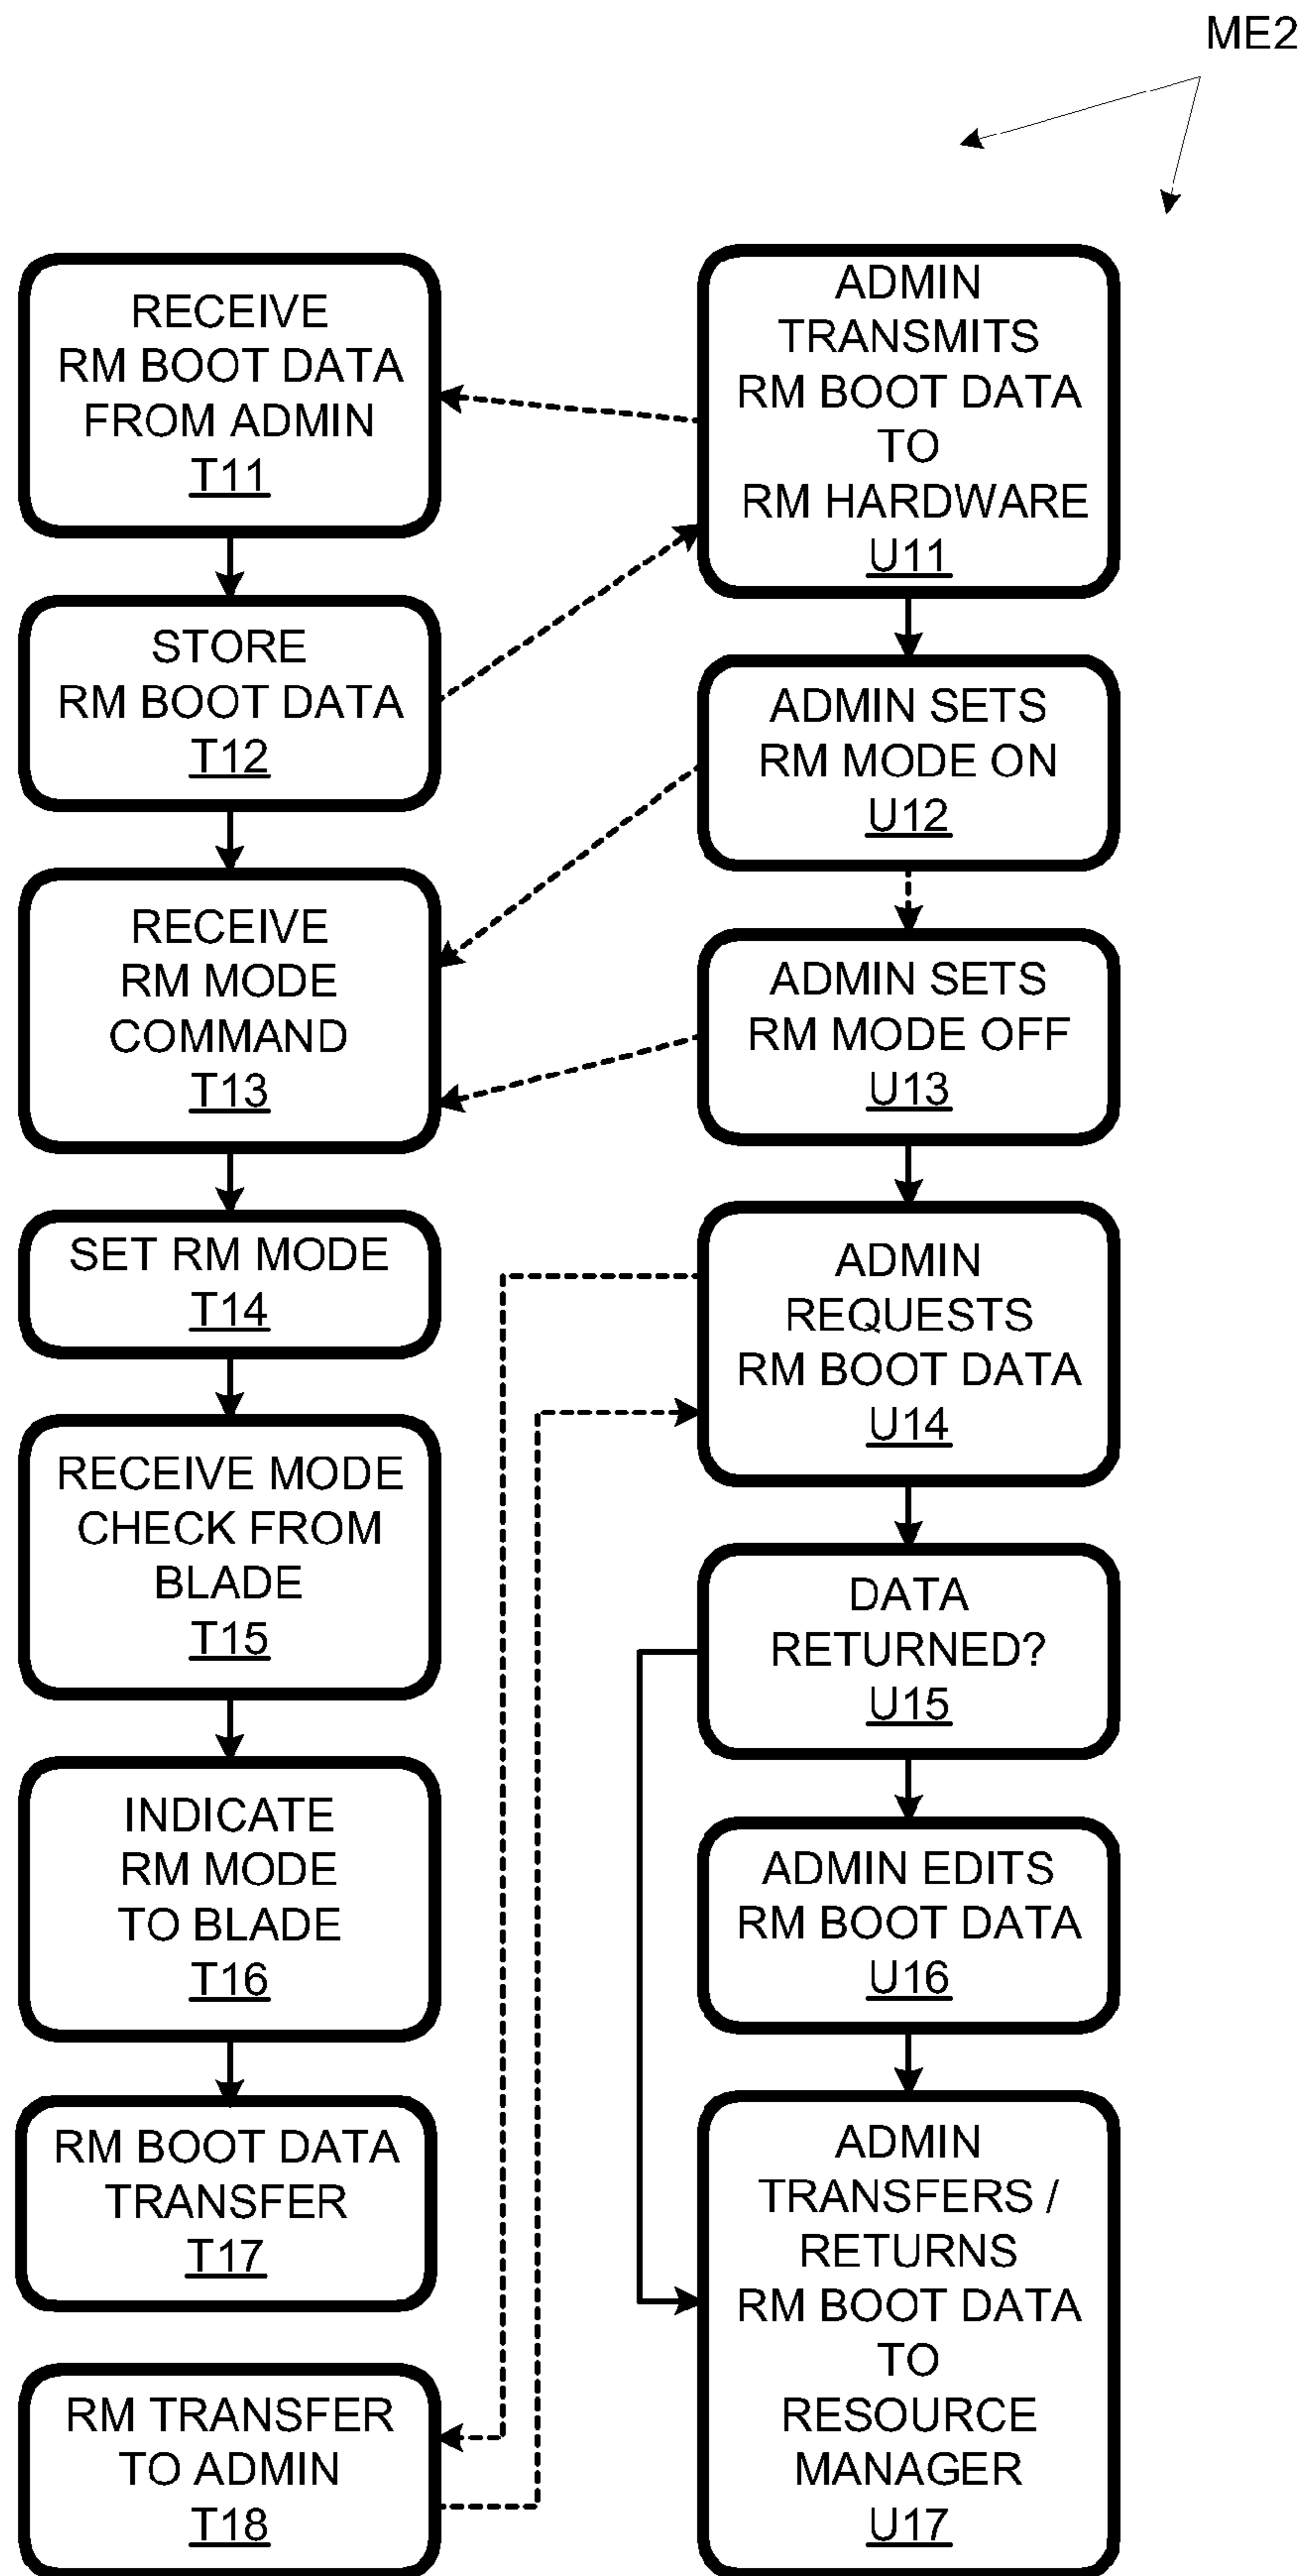 ME2
RECEIVE
RM BOOT DATA
FROM ADMIN
T11
STORE
RM BOOT DATA
T12
RECEIVE
RM MODE
COMMAND
T13
SET RM MODE
T14
RECEIVE MODE
CHECK FROM
BLADE
T15
INDICATE
RM MODE
TO BLADE
T16
RM BOOT DATA
TRANSFER
T17
RM TRANSFER
TO ADMIN
T18
ADMIN
TRANSMITS
RM BOOT DATA
TO
RM HARDWARE
U11
ADMIN SETS
RM MODE ON
U12
ADMIN SETS
RM MODE OFF
U13
ADMIN
REQUESTS
RM BOOT DATA
U14
DATA
RETURNED?
U15
ADMIN EDITS
RM BOOT DATA
U16
ADMIN
TRANSFERS /
RETURNS
RM BOOT DATA
TO
RESOURCE
MANAGER
U17